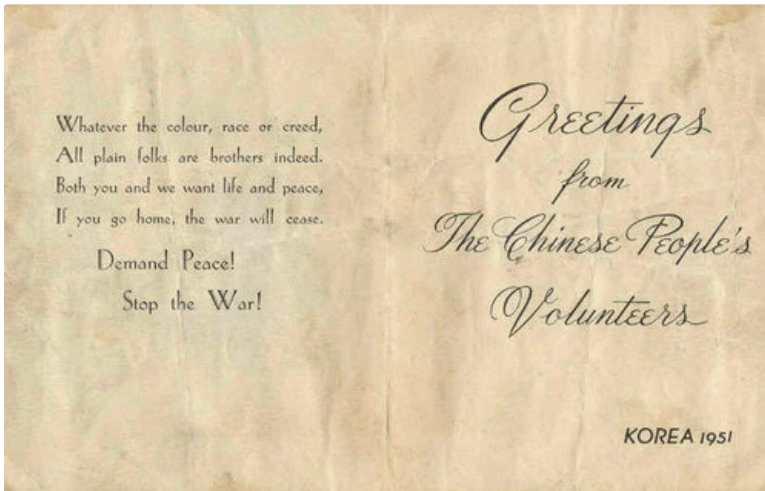 Whatever the colour, race or creed,
All plain folks are brothers indeed.
Both you and we want life and peace,
If you go home, the war will cease.
Demand Peace!
Stop the War!
Greetings
from
The Chinese People's
Volunteers
KOREA 1951